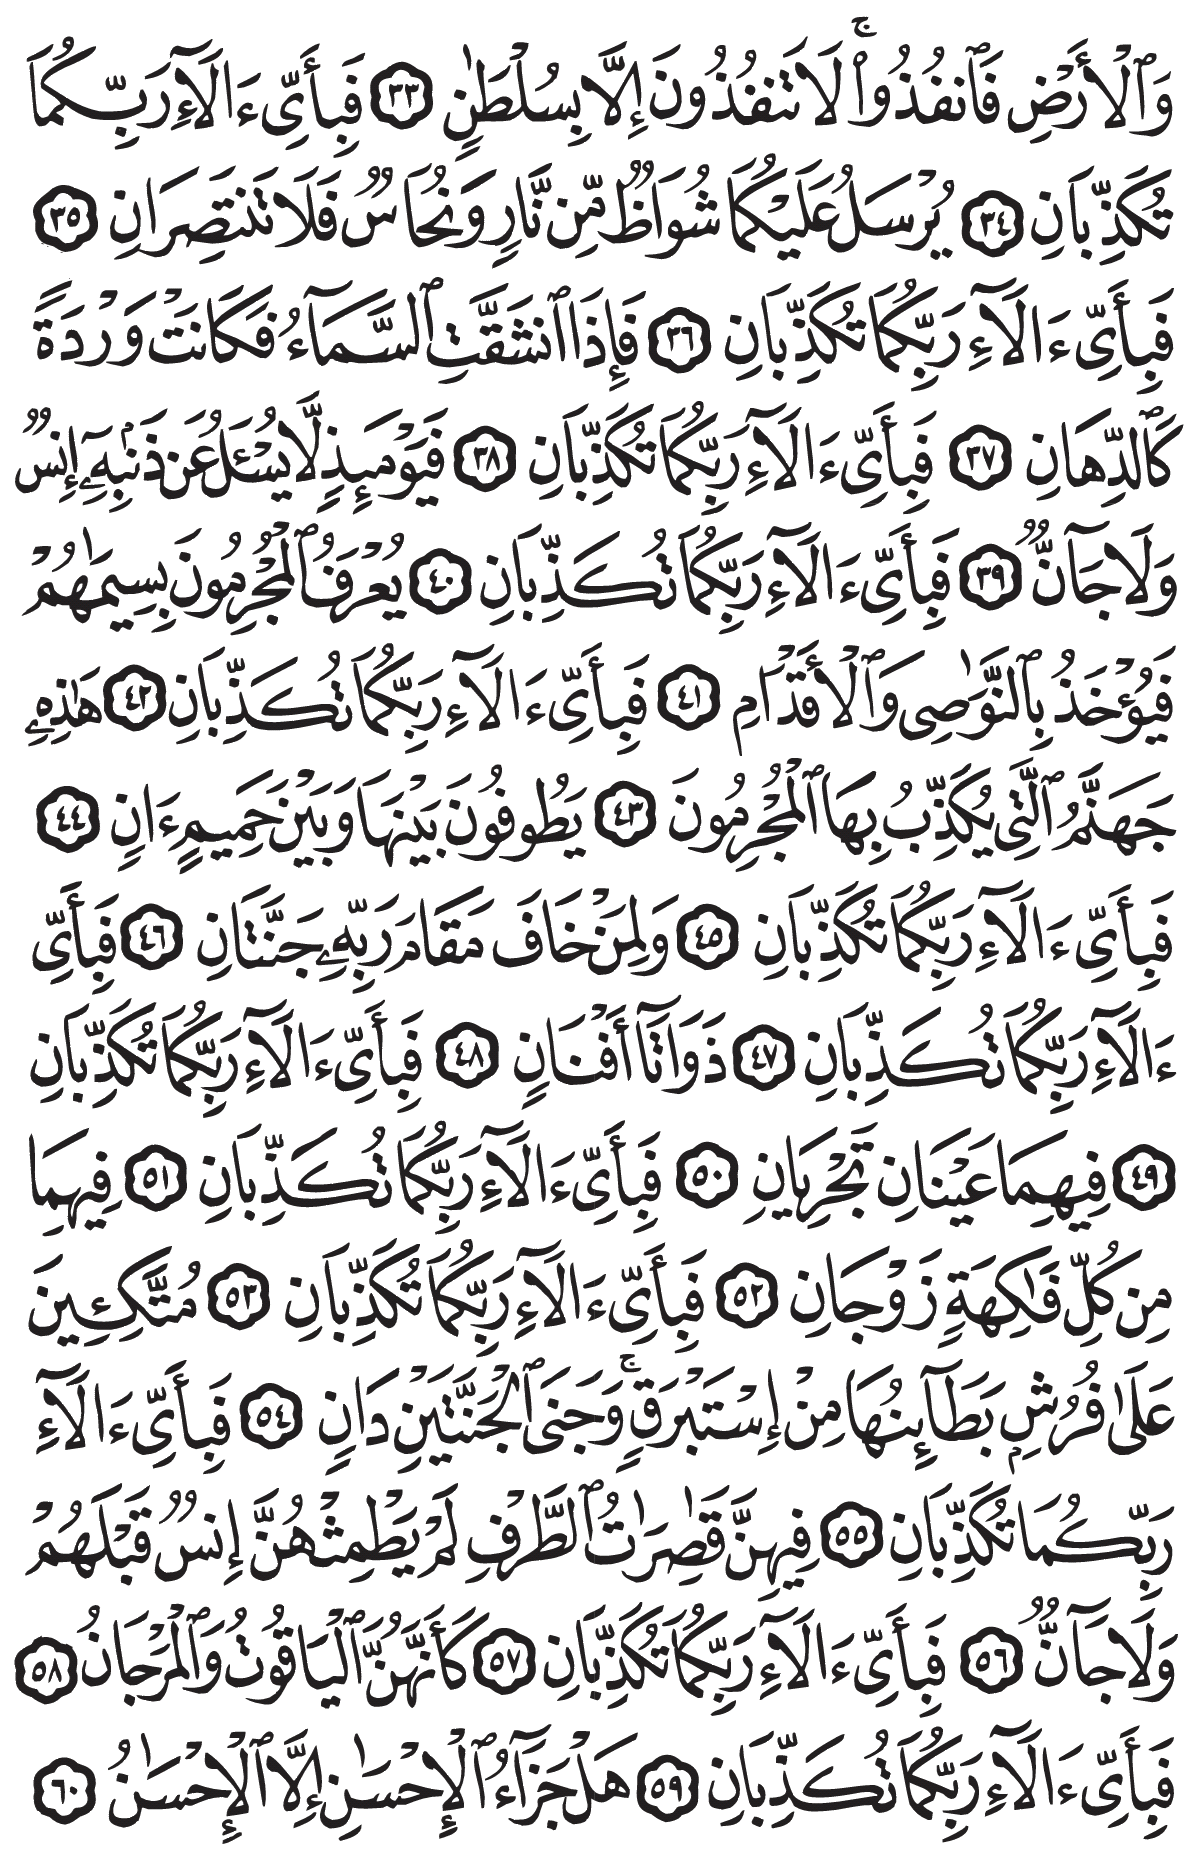 وَٱلْأَرْضِ فَٱنفُذُوا۟ ۚ لَا تَنفُذُونَ إِلَّا بِسُلْطَٰنٍ ﴿٣٣﴾ فَبِأَىِّ ءَالَآءِ رَبِّكُمَا
تُكَذِّبَانِ ﴿٣٤﴾ يُرْسَلُ عَلَيْكُمَا شُوَاظٌ مِّن نَّارٍ وَنُحَاسٌ فَلَا تَنتَصِرَانِ ﴿٣٥﴾
فَبِأَىِّ ءَالَآءِ رَبِّكُمَا تُكَذِّبَانِ ﴿٣٦﴾ فَإِذَا ٱنشَقَّتِ ٱلسَّمَآءُ فَكَانَتْ وَرْدَةً
كَٱلدِّهَانِ ﴿٣٧﴾ فَبِأَىِّ ءَالَآءِ رَبِّكُمَا تُكَذِّبَانِ ﴿٣٨﴾ فَيَوْمَئِذٍ لَّا يُسْـَٔلُ عَن ذَنۢبِهِۦٓ إِنسٌ
وَلَا جَآنٌّ ﴿٣٩﴾ فَبِأَىِّ ءَالَآءِ رَبِّكُمَا تُكَذِّبَانِ ﴿٤٠﴾ يُعْرَفُ ٱلْمُجْرِمُونَ بِسِيمَٰهُمْ
فَيُؤْخَذُ بِٱلنَّوَٰصِى وَٱلْأَقْدَامِ ﴿٤١﴾ فَبِأَىِّ ءَالَآءِ رَبِّكُمَا تُكَذِّبَانِ ﴿٤٢﴾ هَٰذِهِۦ
جَهَنَّمُ ٱلَّتِى يُكَذِّبُ بِهَا ٱلْمُجْرِمُونَ ﴿٤٣﴾ يَطُوفُونَ بَيْنَهَا وَبَيْنَ حَمِيمٍ ءَانٍ ﴿٤٤﴾
فَبِأَىِّ ءَالَآءِ رَبِّكُمَا تُكَذِّبَانِ ﴿٤٥﴾ وَلِمَنْ خَافَ مَقَامَ رَبِّهِۦ جَنَّتَانِ ﴿٤٦﴾ فَبِأَىِّ
ءَالَآءِ رَبِّكُمَا تُكَذِّبَانِ ﴿٤٧﴾ ذَوَاتَآ أَفْنَانٍ ﴿٤٨﴾ فَبِأَىِّ ءَالَآءِ رَبِّكُمَا تُكَذِّبَانِ
﴿٤٩﴾ فِيهِمَا عَيْنَانِ تَجْرِيَانِ ﴿٥٠﴾ فَبِأَىِّ ءَالَآءِ رَبِّكُمَا تُكَذِّبَانِ ﴿٥١﴾ فِيهِمَا
مِن كُلِّ فَٰكِهَةٍ زَوْجَانِ ﴿٥٢﴾ فَبِأَىِّ ءَالَآءِ رَبِّكُمَا تُكَذِّبَانِ ﴿٥٣﴾ مُتَّكِـِٔينَ
عَلَىٰ فُرُشٍۭ بَطَآئِنُهَا مِنْ إِسْتَبْرَقٍ ۚ وَجَنَى ٱلْجَنَّتَيْنِ دَانٍ ﴿٥٤﴾ فَبِأَىِّ ءَالَآءِ
رَبِّكُمَا تُكَذِّبَانِ ﴿٥٥﴾ فِيهِنَّ قَٰصِرَٰتُ ٱلطَّرْفِ لَمْ يَطْمِثْهُنَّ إِنسٌ قَبْلَهُمْ
وَلَا جَآنٌّ ﴿٥٦﴾ فَبِأَىِّ ءَالَآءِ رَبِّكُمَا تُكَذِّبَانِ ﴿٥٧﴾ كَأَنَّهُنَّ ٱلْيَاقُوتُ وَٱلْمَرْجَانُ ﴿٥٨﴾
فَبِأَىِّ ءَالَآءِ رَبِّكُمَا تُكَذِّبَانِ ﴿٥٩﴾ هَلْ جَزَآءُ ٱلْإِحْسَٰنِ إِلَّا ٱلْإِحْسَٰنُ ﴿٦٠﴾